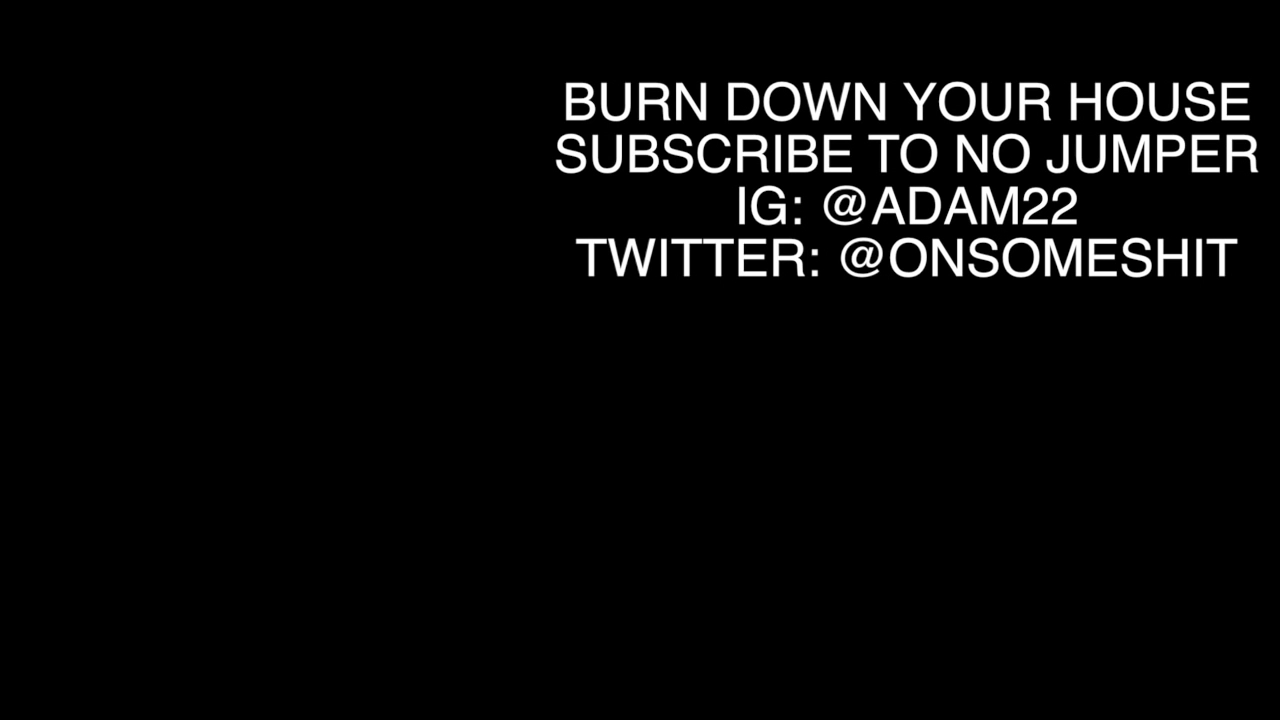 BURN DOWN YOUR HOUSE
SUBSCRIBE TO NO JUMPER
IG: @ADAM22
TWITTER: @ONSOMESHIT